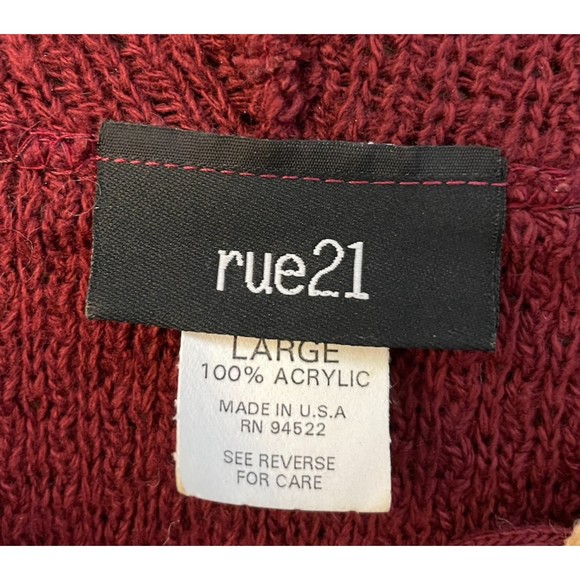 rue21
LARGE
100% ACRYLIC
MADE IN U.S.A
RN 94522
SEE REVERSE
FOR CARE